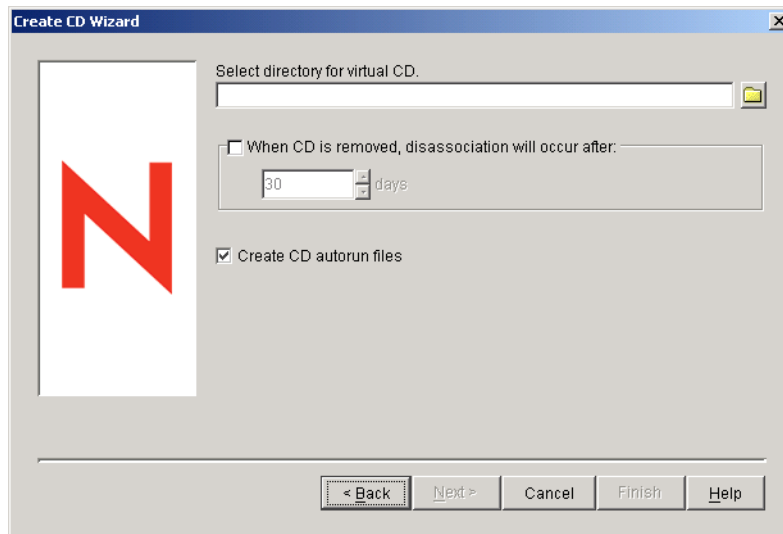 Create CD Wizard
Select directory for virtual CD.
When CD is removed, disassociation will occur after:
30 days
Create CD autorun files
N
< Back Next > Cancel Finish Help